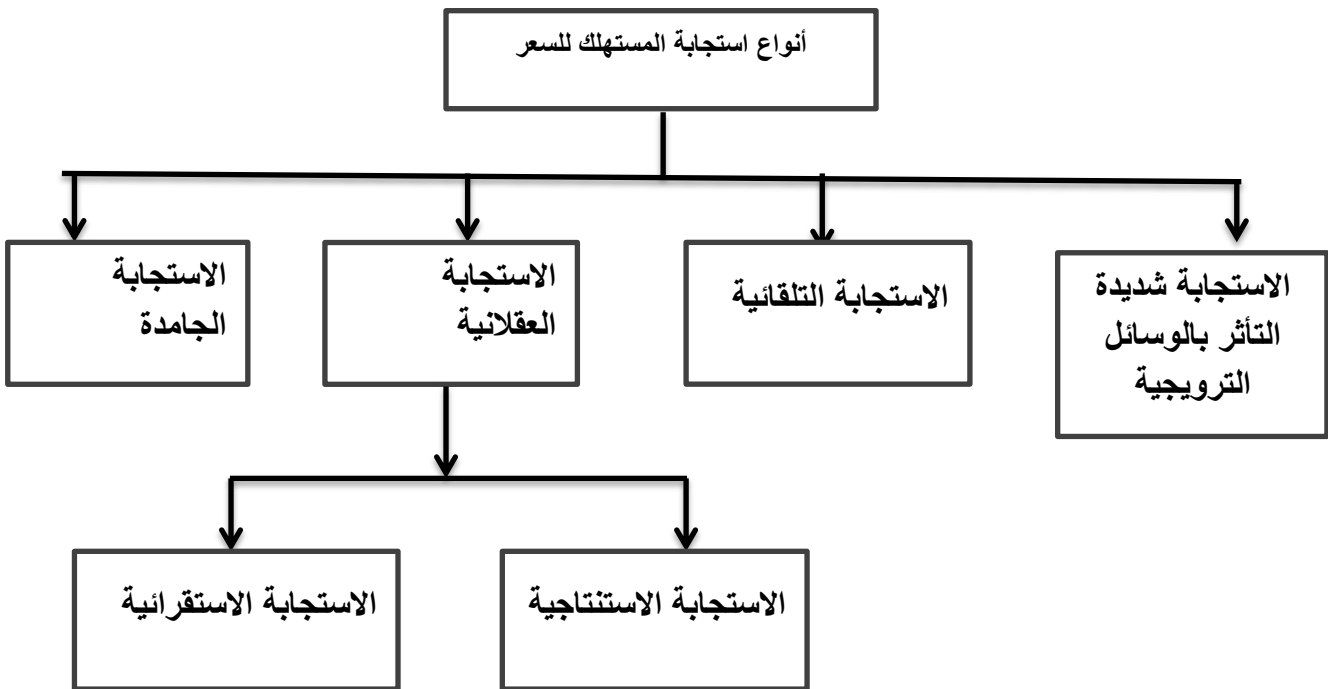 أنواع استجابة المستهلك للسعر
الاستجابة شديدة
التأثر بالوسائل
الترويجية
الاستجابة التلقائية
الاستجابة
العقلانية
الاستجابة
الجامدة
الاستجابة الاستنتاجية
الاستجابة الاستقرائية